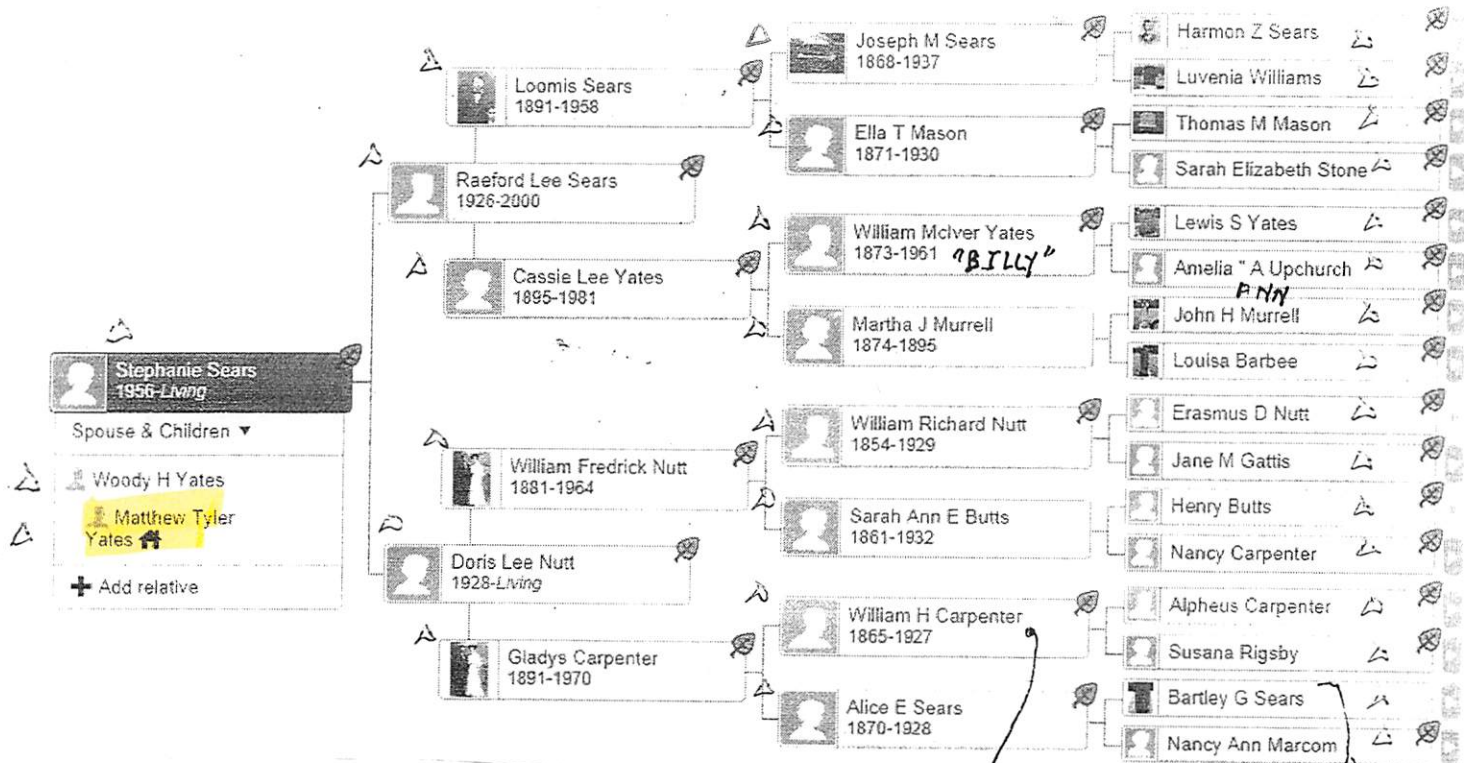 Stephanie Sears
1956-Living
Spouse & Children ▼
Woody H Yates
Matthew Tyler
Yates
Add relative
Raeford Lee Sears
1926-2000
Doris Lee Nutt
1928-Living
Loomis Sears
1891-1958
Cassie Lee Yates
1895-1981
William Fredrick Nutt
1881-1964
Gladys Carpenter
1891-1970
Joseph M Sears
1868-1937
Ella T Mason
1871-1930
William McIver Yates
1873-1961 "BILLY"
Martha J Murrell
1874-1895
William Richard Nutt
1854-1929
Sarah Ann E Butts
1861-1932
William H Carpenter
1865-1927
Alice E Sears
1870-1928
Harmon Z Sears
Luvenia Williams
Thomas M Mason
Sarah Elizabeth Stone
Lewis S Yates
Amelia " A Upchurch
ANN
John H Murrell
Louisa Barbee
Erasmus D Nutt
Jane M Gattis
Henry Butts
Nancy Carpenter
Alpheus Carpenter
Susana Rigsby
Bartley G Sears
Nancy Ann Marcom